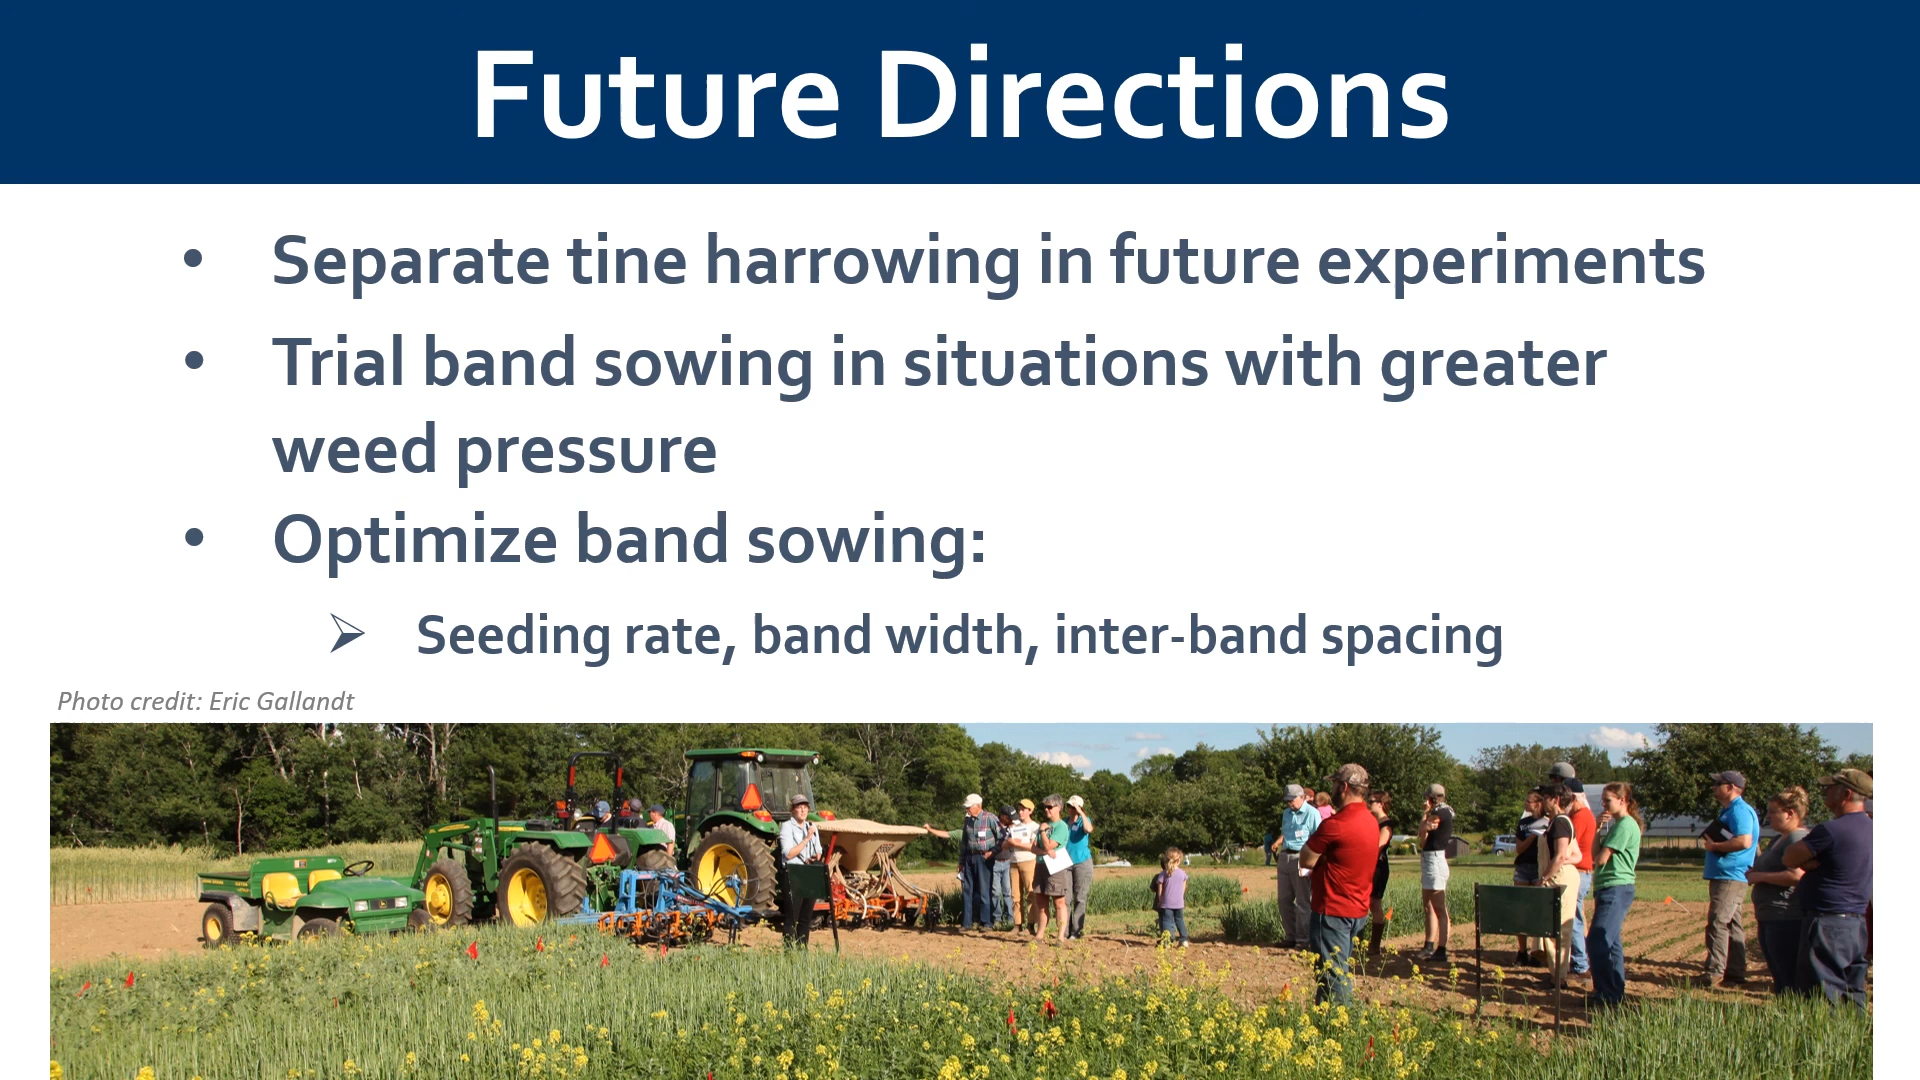 Future Directions
• Separate tine harrowing in future experiments
• Trial band sowing in situations with greater
weed pressure
• Optimize band sowing:
➢ Seeding rate, band width, inter-band spacing
Photo credit: Eric Gallandt